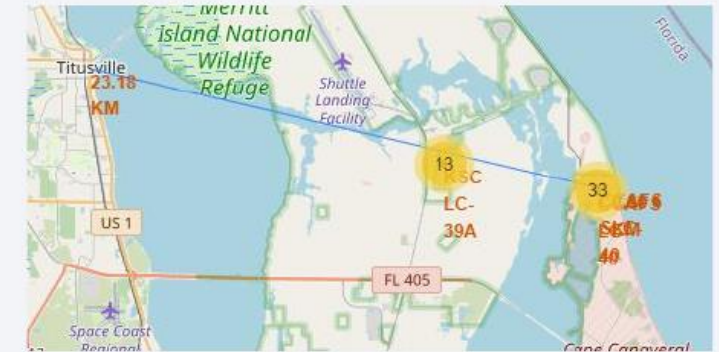 Merritt
Island National
Wildlife
Refuge
Florida
Titusville
23.18
KM
Shuttle
Landing
Facility
13
KSC
LC-
39A
33
40
US 1
FL 405
Space Coast
Regional
Cape Canaveral